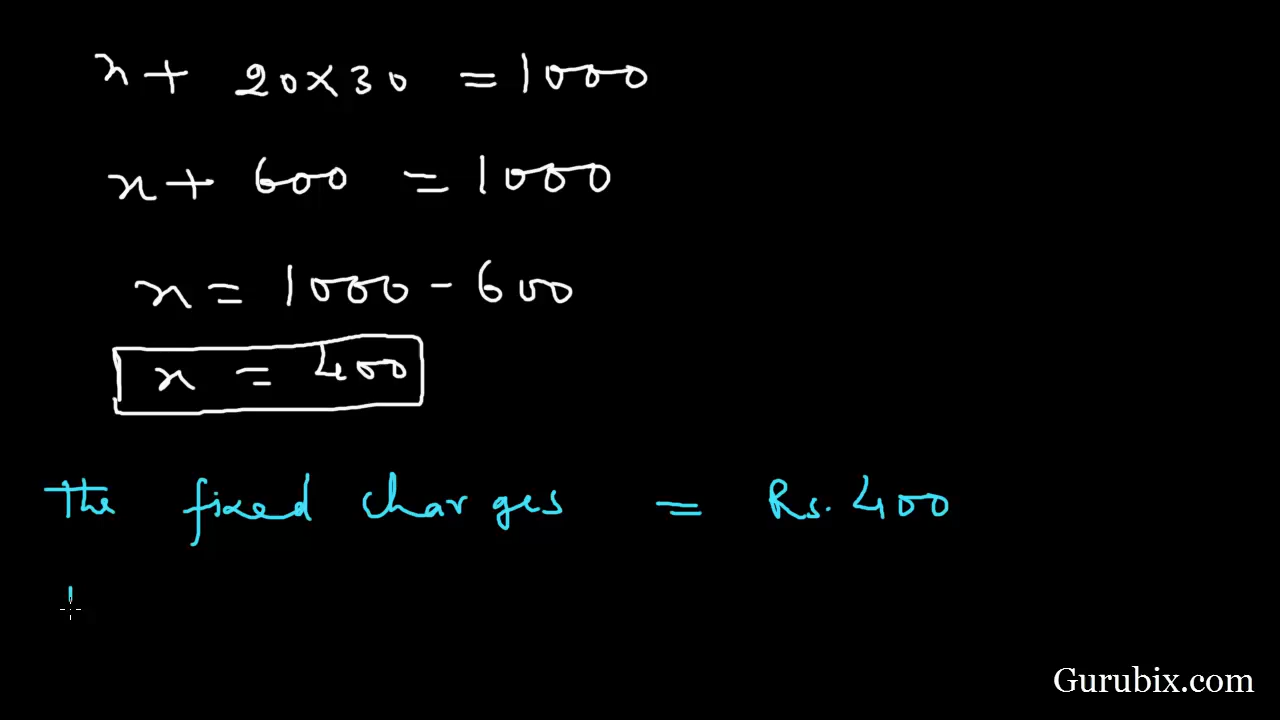 x + 20 × 30 = 1000
x + 600 = 1000
x = 1000 - 600
x = 400
The fixed charges = Rs. 400
Gurubix.com